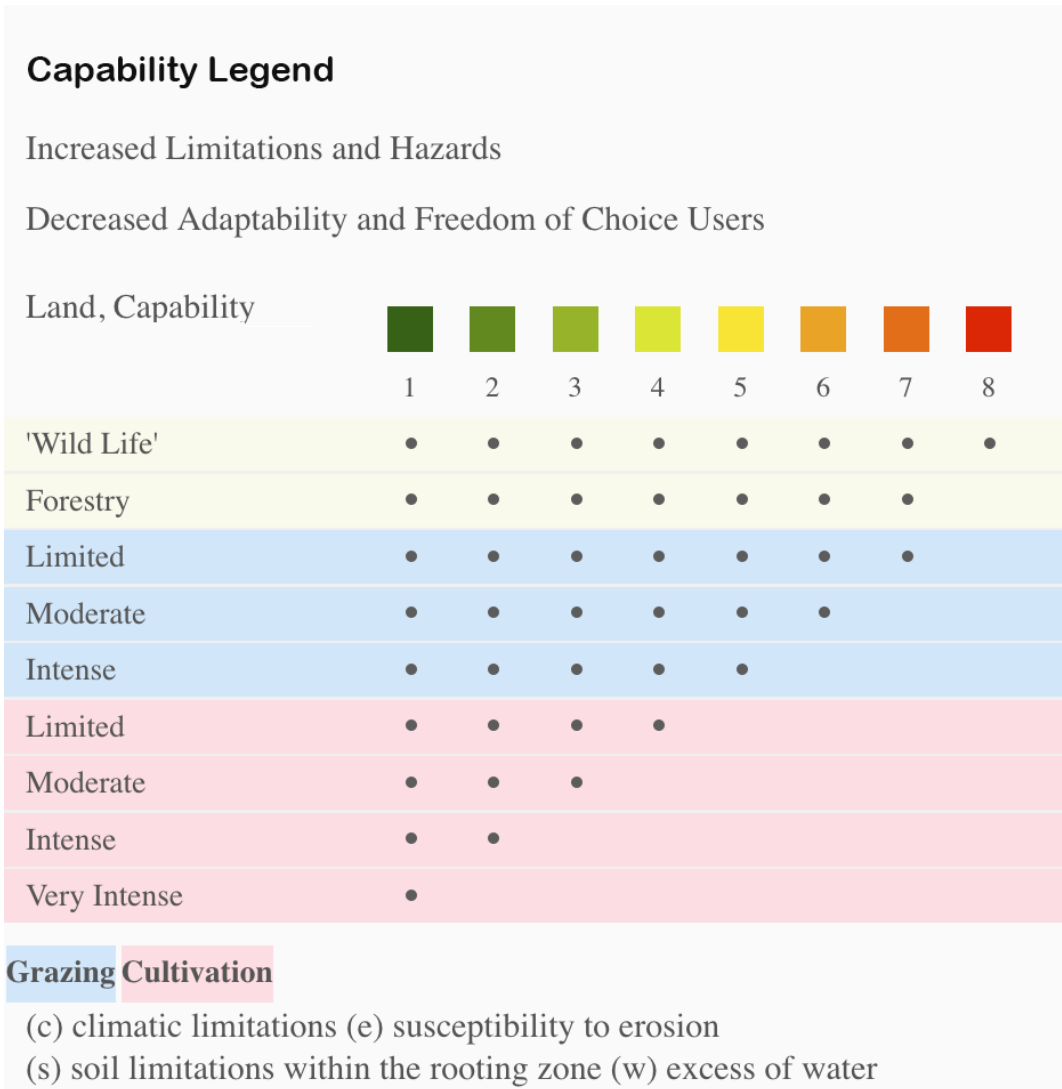 Capability Legend
Increased Limitations and Hazards
Decreased Adaptability and Freedom of Choice Users
Land, Capability
1 2 3 4 5 6 7 8
'Wild Life'
Forestry
Limited
Moderate
Intense
Limited
Moderate
Intense
Very Intense
Grazing Cultivation
(c) climatic limitations (e) susceptibility to erosion
(s) soil limitations within the rooting zone (w) excess of water